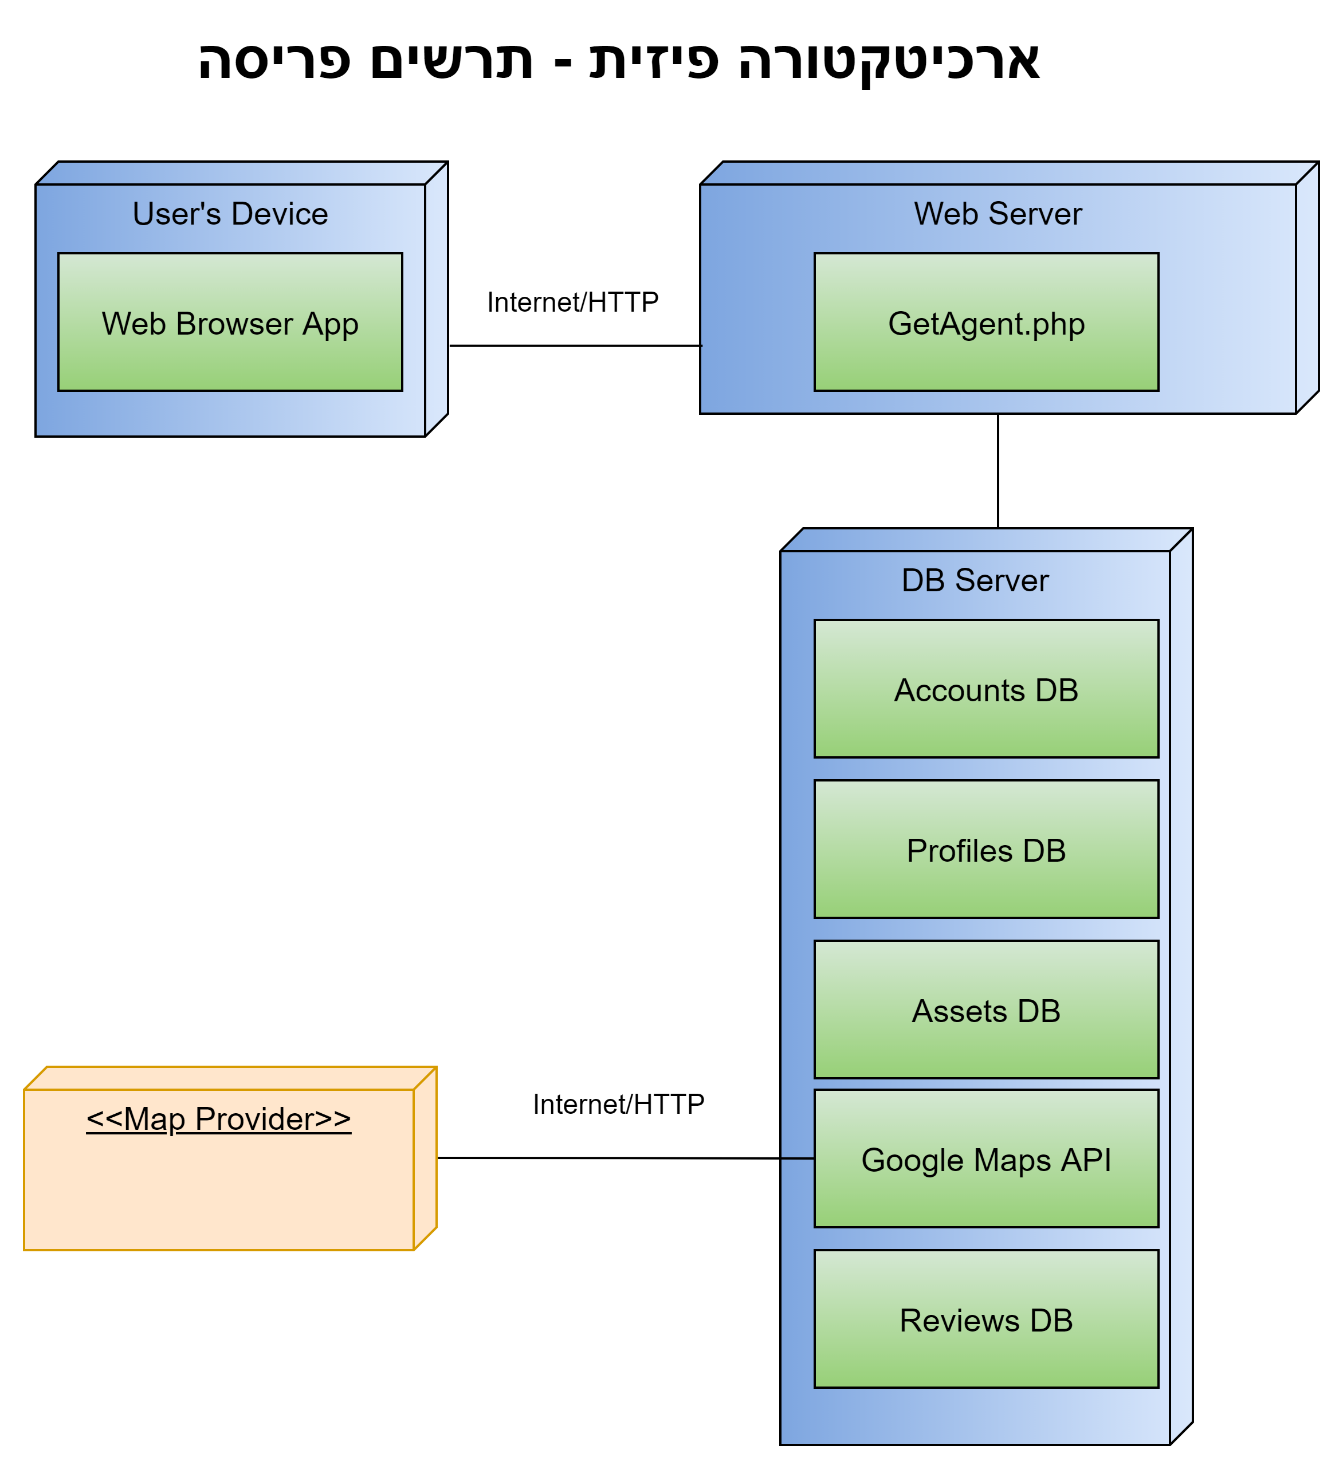 ארכיטקטורה פיזית - תרשים פריסה
User's Device
Web Browser App
Internet/HTTP
Web Server
GetAgent.php
DB Server
Accounts DB
Profiles DB
Assets DB
<<Map Provider>>
Internet/HTTP
Google Maps API
Reviews DB